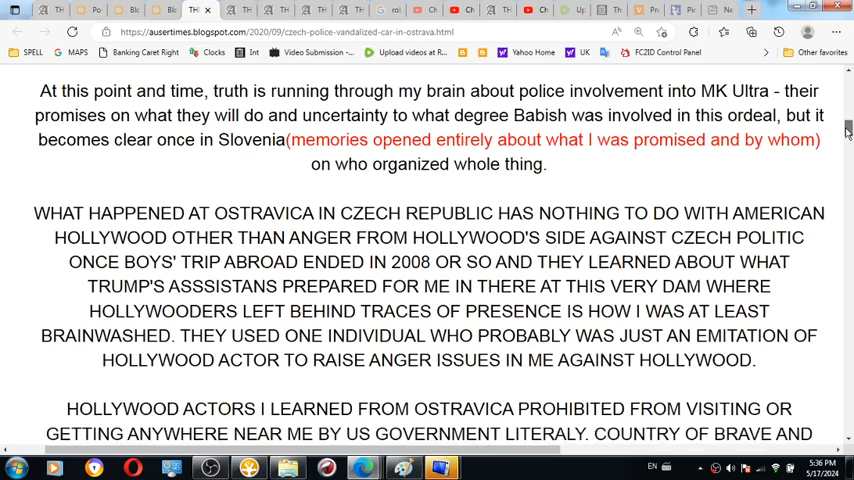 https://ausertimes.blogspot.com/2020/09/czech-police-vandalized-car-in-ostrava.html
SPELL GMAPS Banking Caret Right Clocks Int Video Submission -... Upload videos at R... Yahoo Home UK FC2ID Control Panel Other favorites
At this point and time, truth is running through my brain about police involvement into MK Ultra - their
promises on what they will do and uncertainty to what degree Babish was involved in this ordeal, but it
becomes clear once in Slovenia(memories opened entirely about what I was promised and by whom)
on who organized whole thing.
WHAT HAPPENED AT OSTRAVICA IN CZECH REPUBLIC HAS NOTHING TO DO WITH AMERICAN
HOLLYWOOD OTHER THAN ANGER FROM HOLLYWOOD'S SIDE AGAINST CZECH POLITIC
ONCE BOYS' TRIP ABROAD ENDED IN 2008 OR SO AND THEY LEARNED ABOUT WHAT
TRUMP'S ASSSISTANS PREPARED FOR ME IN THERE AT THIS VERY DAM WHERE
HOLLYWOODERS LEFT BEHIND TRACES OF PRESENCE IS HOW I WAS AT LEAST
BRAINWASHED. THEY USED ONE INDIVIDUAL WHO PROBABLY WAS JUST AN EMITATION OF
HOLLYWOOD ACTOR TO RAISE ANGER ISSUES IN ME AGAINST HOLLYWOOD.
HOLLYWOOD ACTORS I LEARNED FROM OSTRAVICA PROHIBITED FROM VISITING OR
GETTING ANYWHERE NEAR ME BY US GOVERNMENT LITERALY. COUNTRY OF BRAVE AND
EN 5:36 PM
5/17/2024